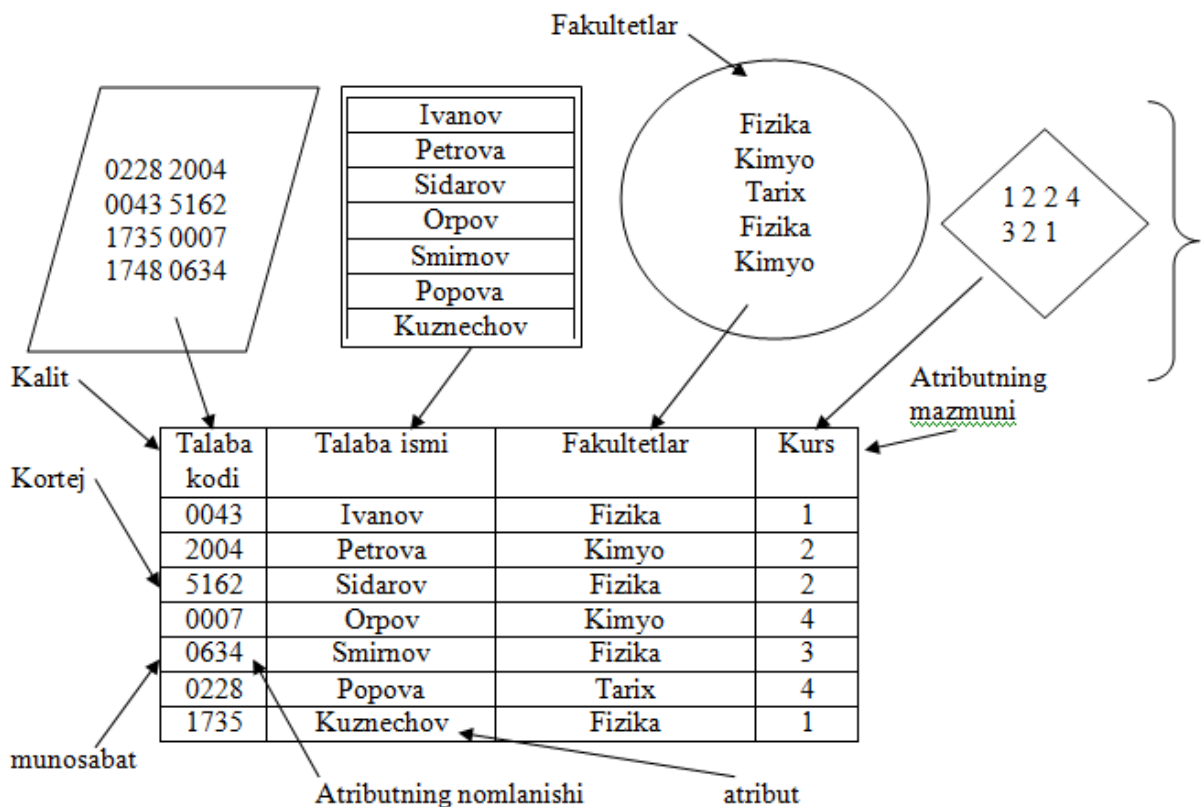 Fakultetlar
0228 2004
0043 5162
1735 0007
1748 0634
Ivanov
Petrova
Sidarov
Orpov
Smirnov
Popova
Kuznechov
Fizika
Kimyo
Tarix
Fizika
Kimyo
1 2 2 4
3 2 1
Kalit
Atributning
mazmuni
Kortej
Talaba kodi Talaba ismi Fakultetlar Kurs
0043 Ivanov Fizika 1
2004 Petrova Kimyo 2
5162 Sidarov Fizika 2
0007 Orpov Kimyo 4
0634 Smirnov Fizika 3
0228 Popova Tarix 4
1735 Kuznechov Fizika 1
munosabat
Atributning nomlanishi
atribut